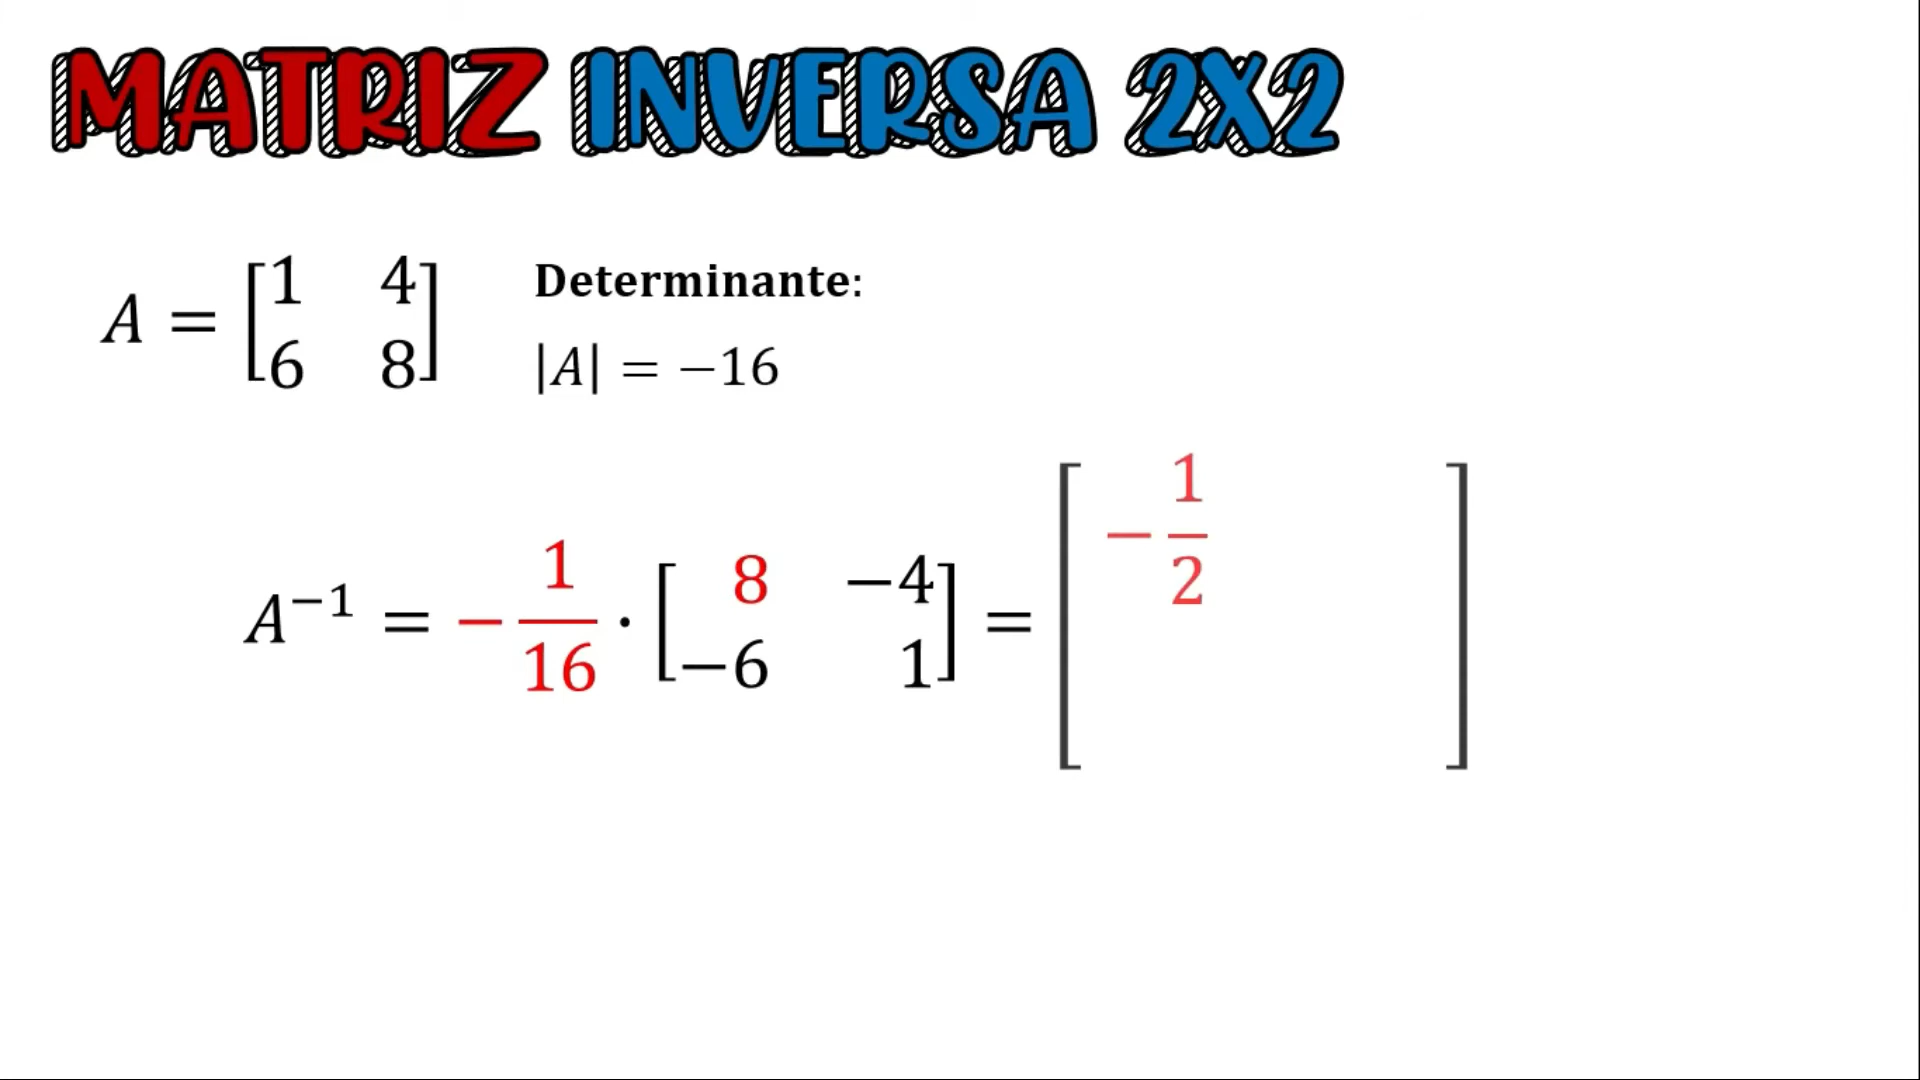 MATRIZ INVERSA 2X2
A = [1 4
6 8]
Determinante:
|A| = −16
A⁻¹ = − 1/16 · [8 −4
−6 1] = [− 1/2 ]